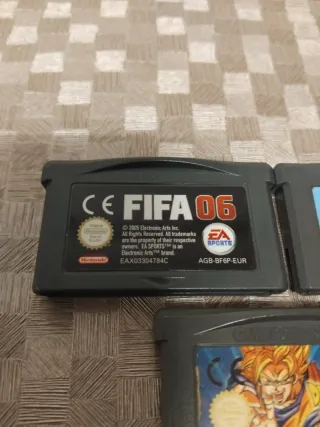 CE FIFA 06
© 2005 Electronic Arts Inc.
All Rights Reserved. All trademarks
are the property of their respective
owners. EA SPORTS™ is an
Electronic Arts™ brand.
EA
SPORTS™
Nintendo
EAX03304784C
AGB-BF6P-EUR